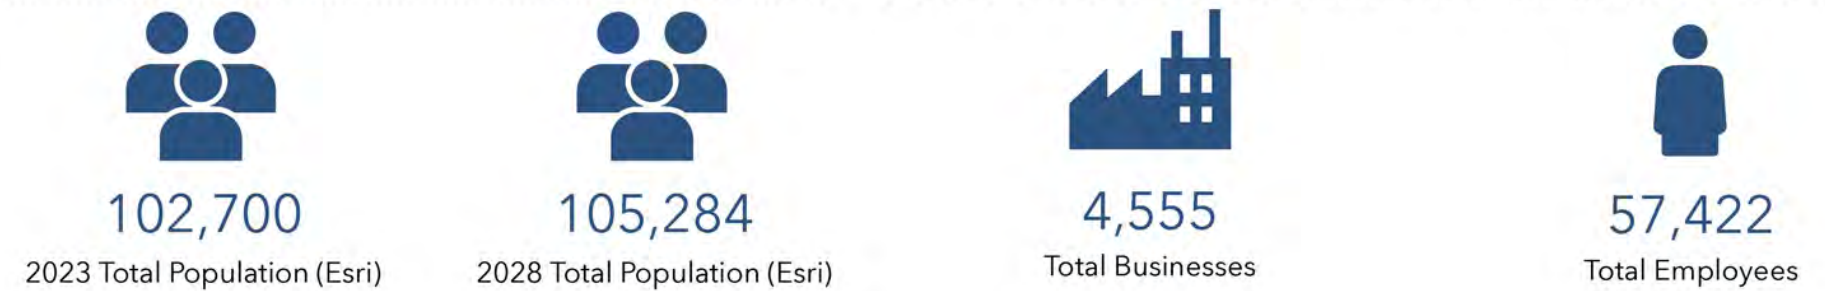 102,700
2023 Total Population (Esri)
105,284
2028 Total Population (Esri)
4,555
Total Businesses
57,422
Total Employees